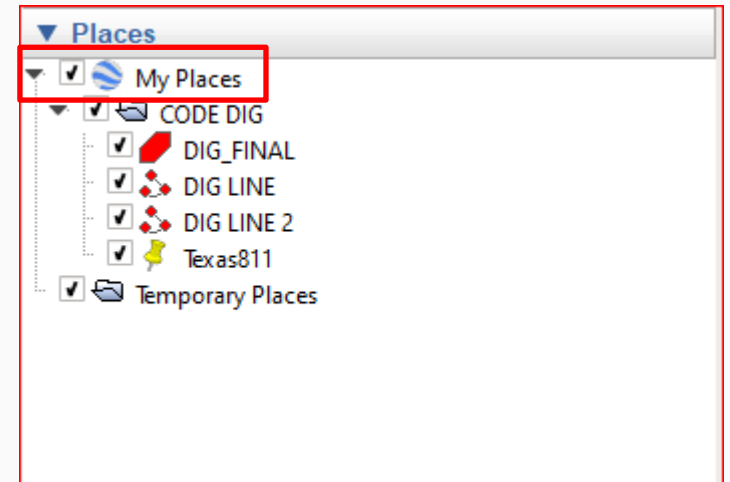 Places
My Places
CODE DIG
DIG_FINAL
DIG LINE
DIG LINE 2
Texas811
Temporary Places